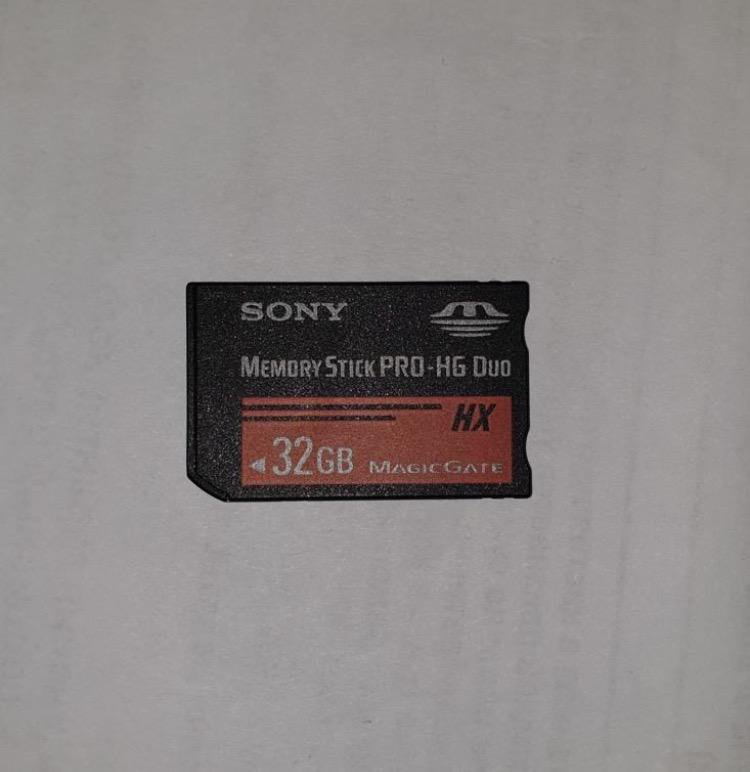 SONY
MEMORY STICK PRO-HG DUO
HX
32GB MAGICGATE